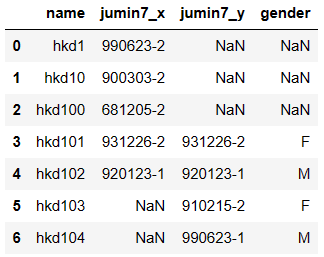 name jumin7_x jumin7_y gender
0 hkd1 990623-2 NaN NaN
1 hkd10 900303-2 NaN NaN
2 hkd100 681205-2 NaN NaN
3 hkd101 931226-2 931226-2 F
4 hkd102 920123-1 920123-1 M
5 hkd103 NaN 910215-2 F
6 hkd104 NaN 990623-1 M